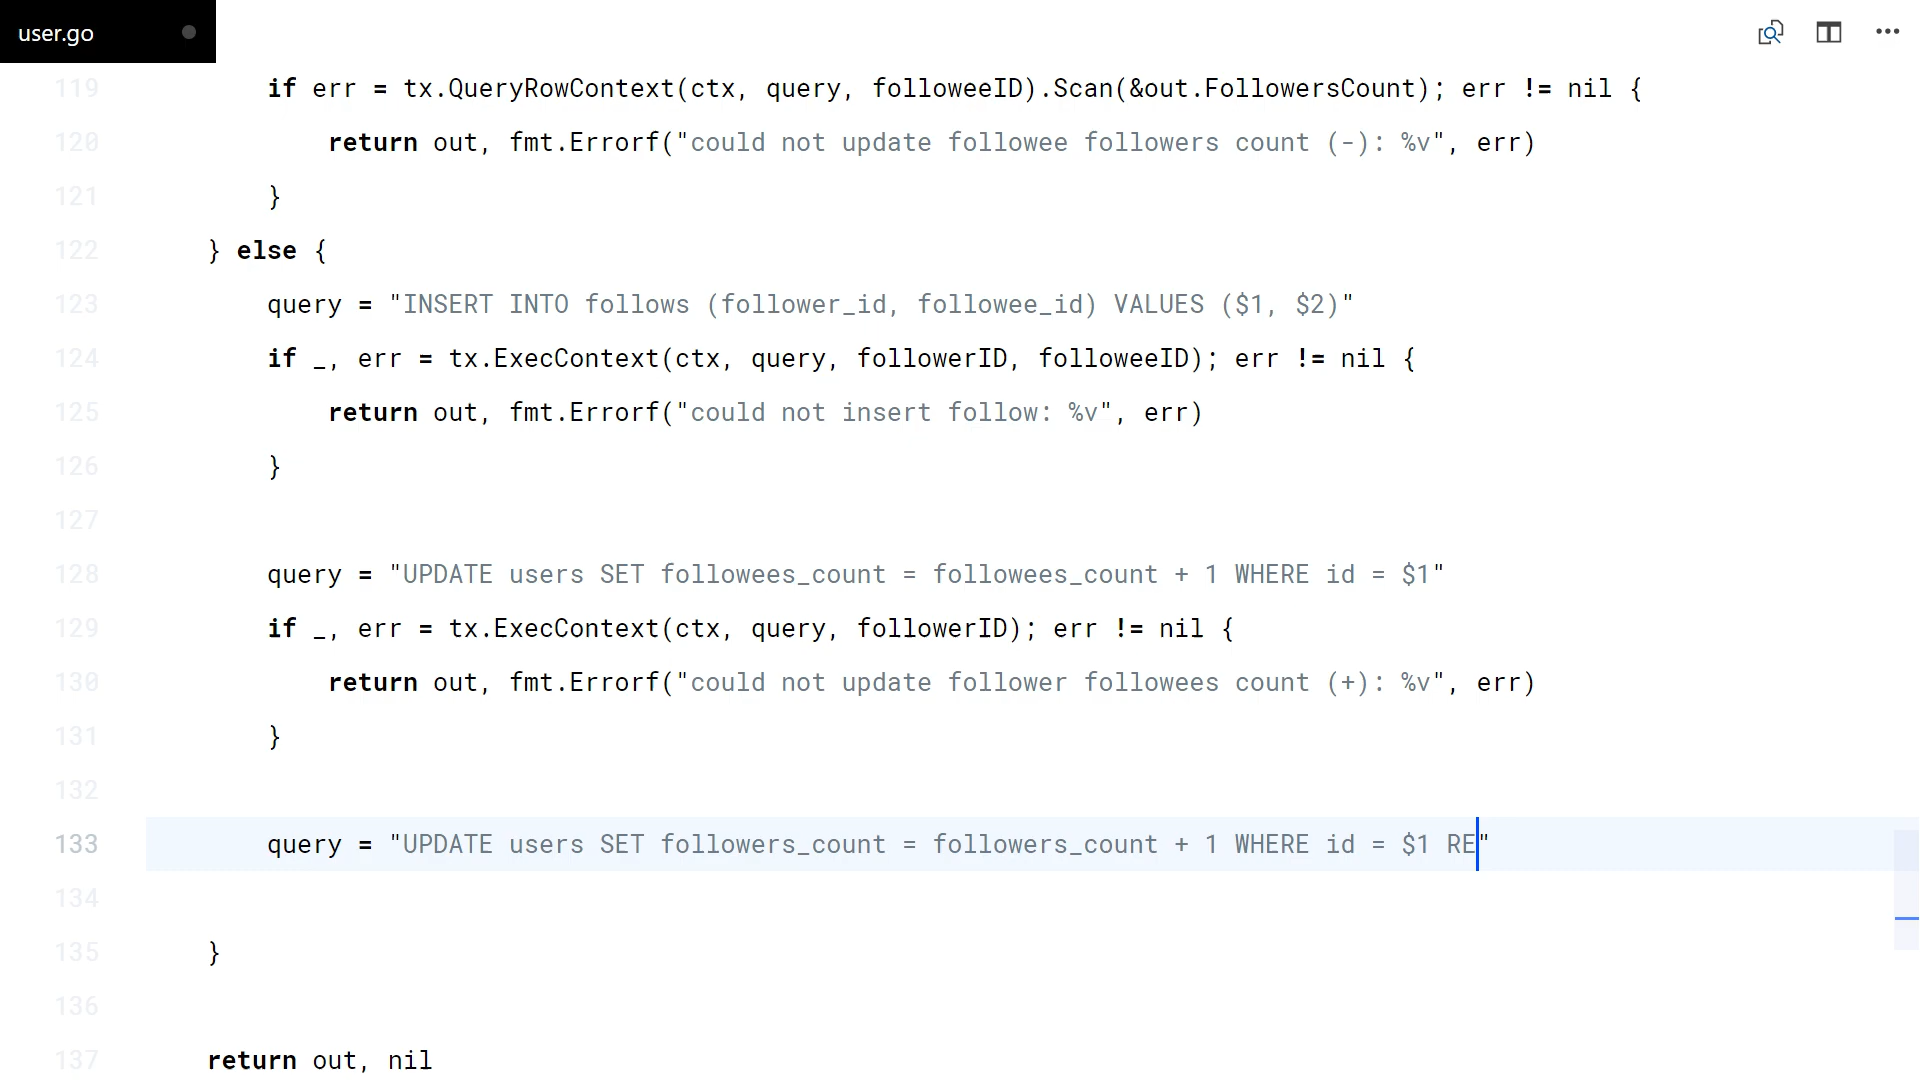 user.go
119 if err = tx.QueryRowContext(ctx, query, followeeID).Scan(&out.FollowersCount); err != nil {
120 return out, fmt.Errorf("could not update followee followers count (-): %v", err)
121 }
122 } else {
123 query = "INSERT INTO follows (follower_id, followee_id) VALUES ($1, $2)"
124 if _, err = tx.ExecContext(ctx, query, followerID, followeeID); err != nil {
125 return out, fmt.Errorf("could not insert follow: %v", err)
126 }
127
128 query = "UPDATE users SET followees_count = followees_count + 1 WHERE id = $1"
129 if _, err = tx.ExecContext(ctx, query, followerID); err != nil {
130 return out, fmt.Errorf("could not update follower followees count (+): %v", err)
131 }
132
133 query = "UPDATE users SET followers_count = followers_count + 1 WHERE id = $1 RE"
134
135 }
136
137 return out, nil